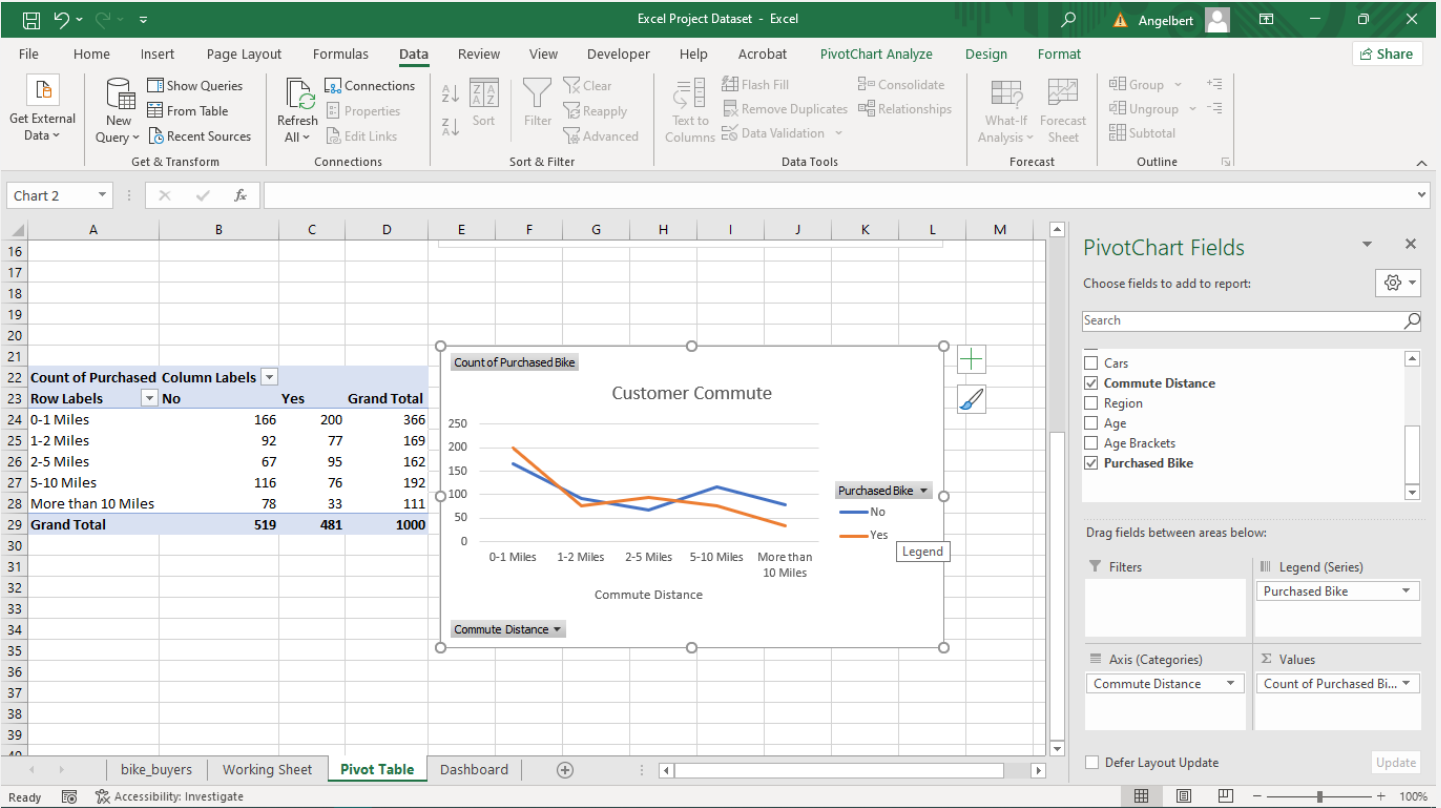 Excel Project Dataset - Excel
Angelbert
File Home Insert Page Layout Formulas Data Review View Developer Help Acrobat PivotChart Analyze Design Format Share
Get External Data
New Query
Show Queries
From Table
Recent Sources
Get & Transform
Refresh All
Connections
Properties
Edit Links
Connections
Sort
Filter
Clear
Reapply
Advanced
Sort & Filter
Text to Columns
Flash Fill
Remove Duplicates
Data Validation
Consolidate
Relationships
Data Tools
What-If Analysis
Forecast Sheet
Forecast
Group
Ungroup
Subtotal
Outline
Chart 2
fx
A B C D E F G H I J K L M
16
17
18
19
20
21
22 Count of Purchased Column Labels
23 Row Labels No Yes Grand Total
24 0-1 Miles 166 200 366
25 1-2 Miles 92 77 169
26 2-5 Miles 67 95 162
27 5-10 Miles 116 76 192
28 More than 10 Miles 78 33 111
29 Grand Total 519 481 1000
30
31
32
33
34
35
36
37
38
39
40
Count of Purchased Bike
Customer Commute
250
200
150
100
50
0
0-1 Miles 1-2 Miles 2-5 Miles 5-10 Miles More than
10 Miles
Commute Distance
Purchased Bike
No
Yes
Legend
Commute Distance
PivotChart Fields
Choose fields to add to report:
Search
Cars
Commute Distance
Region
Age
Age Brackets
Purchased Bike
Drag fields between areas below:
Filters
Legend (Series)
Purchased Bike
Axis (Categories)
Commute Distance
Σ Values
Count of Purchased Bi...
Defer Layout Update
Update
bike_buyers Working Sheet Pivot Table Dashboard
Ready
Accessibility: Investigate
100%